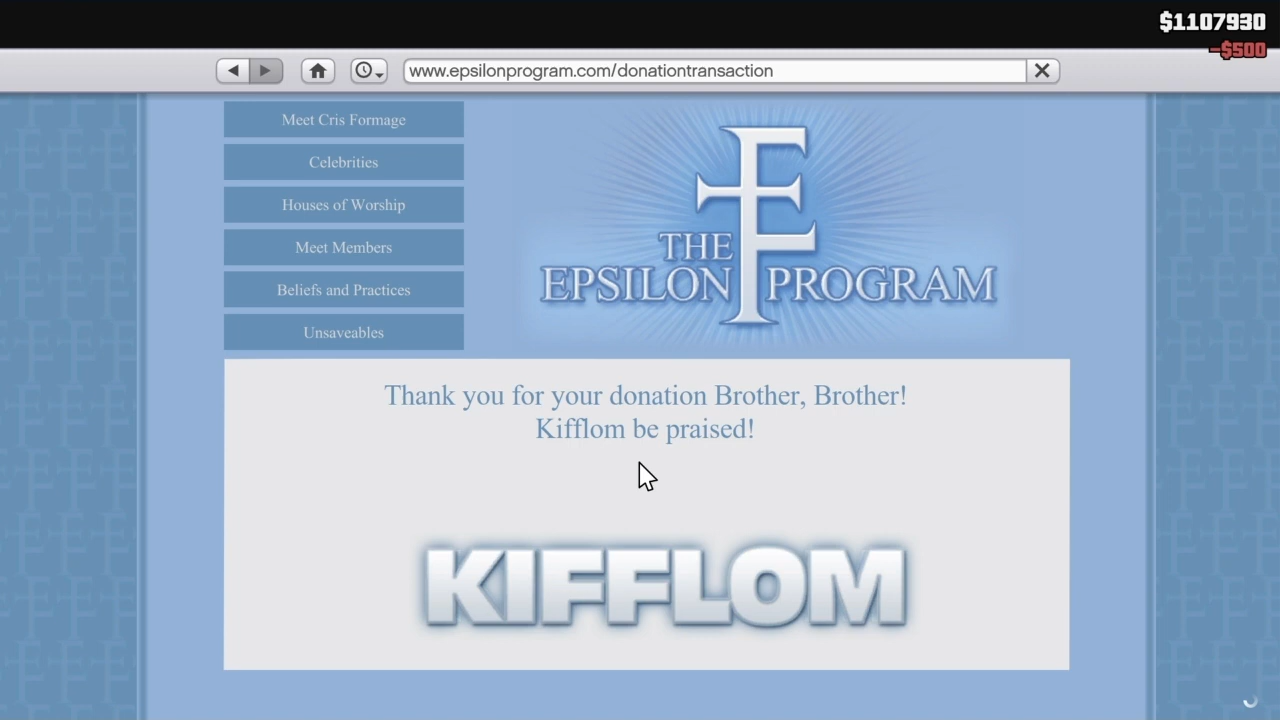 $1107930
-$500
www.epsilonprogram.com/donationtransaction
Meet Cris Formage
Celebrities
Houses of Worship
Meet Members
Beliefs and Practices
Unsaveables
THE
EPSILON PROGRAM
Thank you for your donation Brother, Brother!
Kifflom be praised!
KIFFLOM